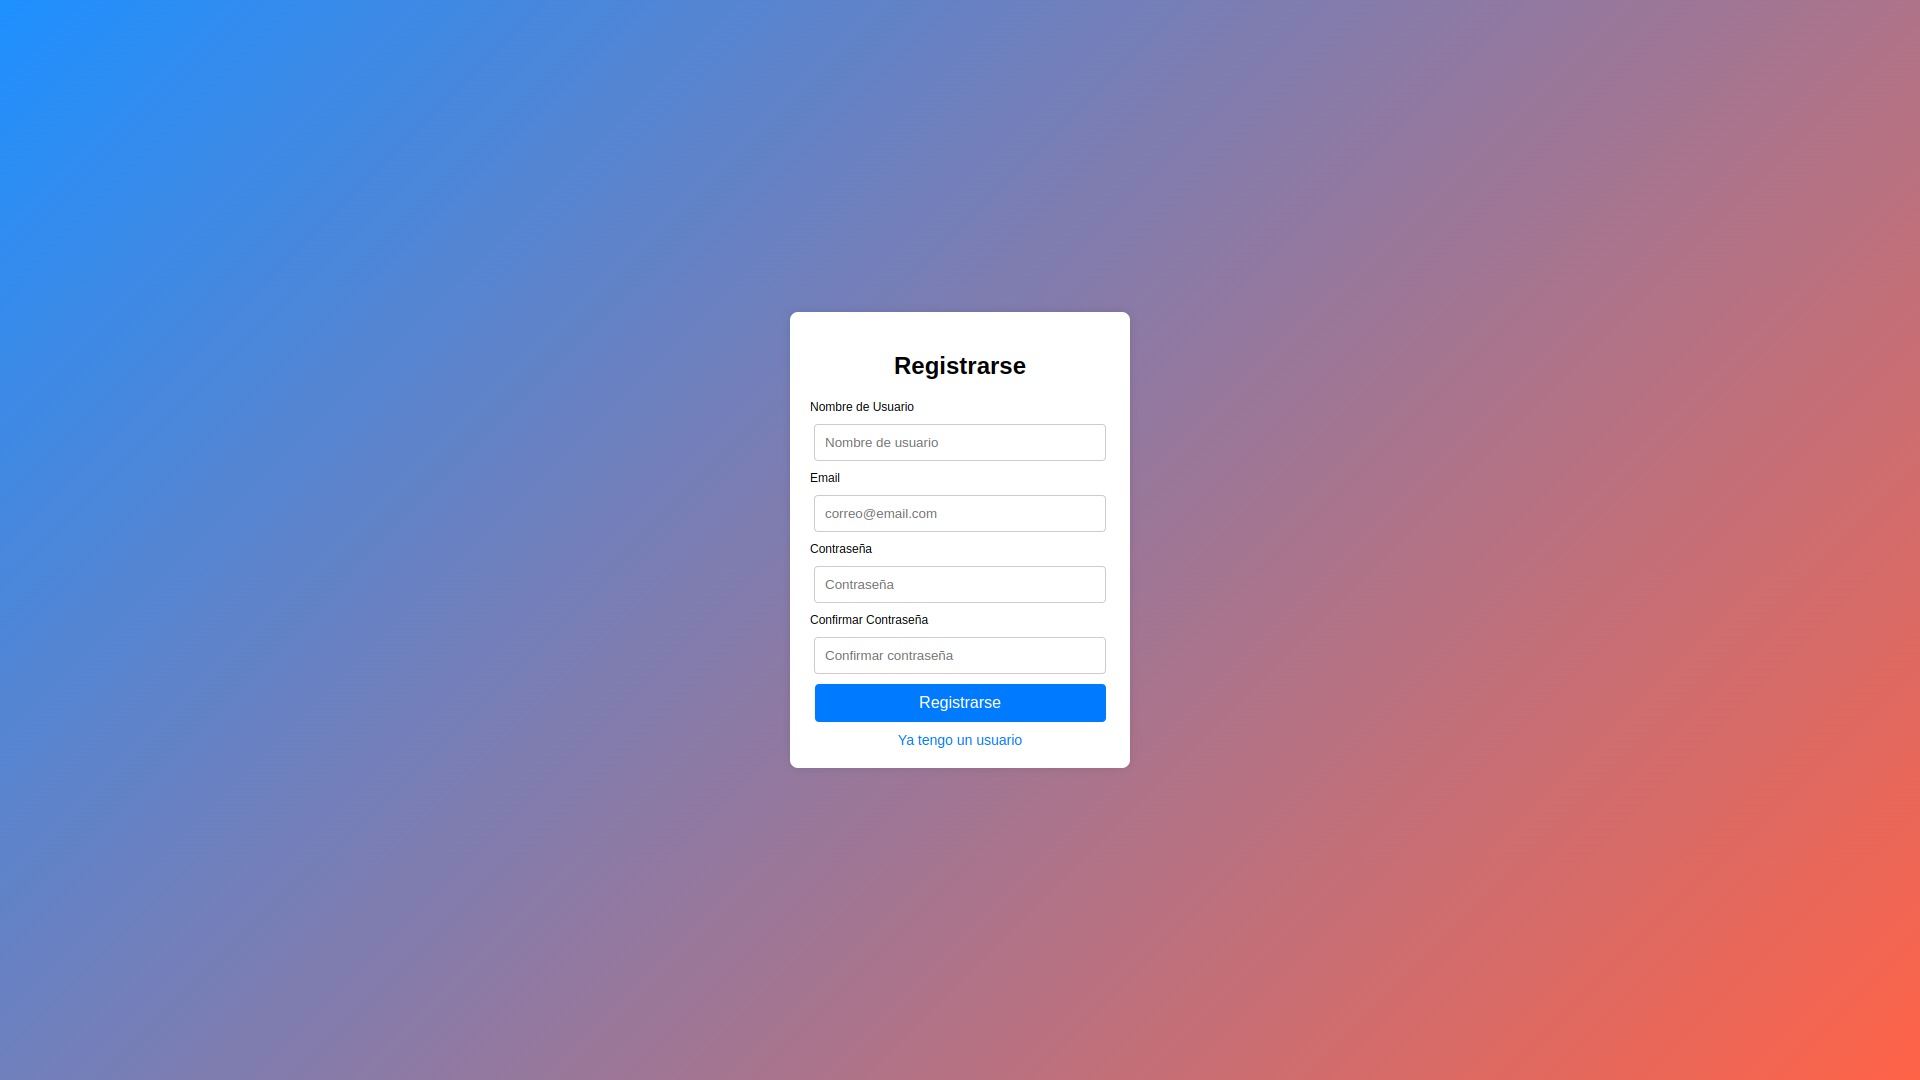 Registrarse
Nombre de Usuario
Nombre de usuario
Email
correo@email.com
Contraseña
Contraseña
Confirmar Contraseña
Confirmar contraseña
Registrarse
Ya tengo un usuario